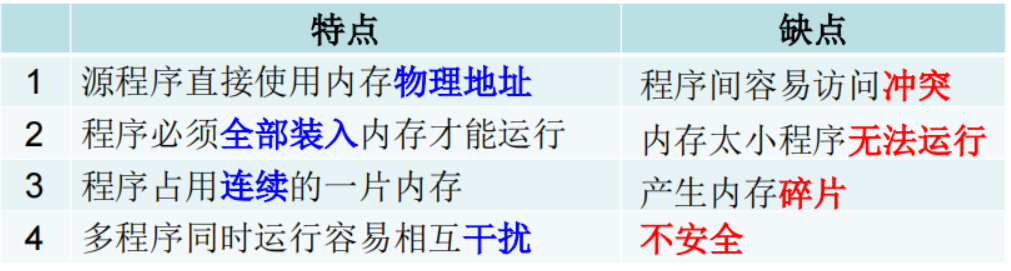 特点 缺点
1 源程序直接使用内存物理地址 程序间容易访问冲突
2 程序必须全部装入内存才能运行 内存太小程序无法运行
3 程序占用连续的一片内存 产生内存碎片
4 多程序同时运行容易相互干扰 不安全